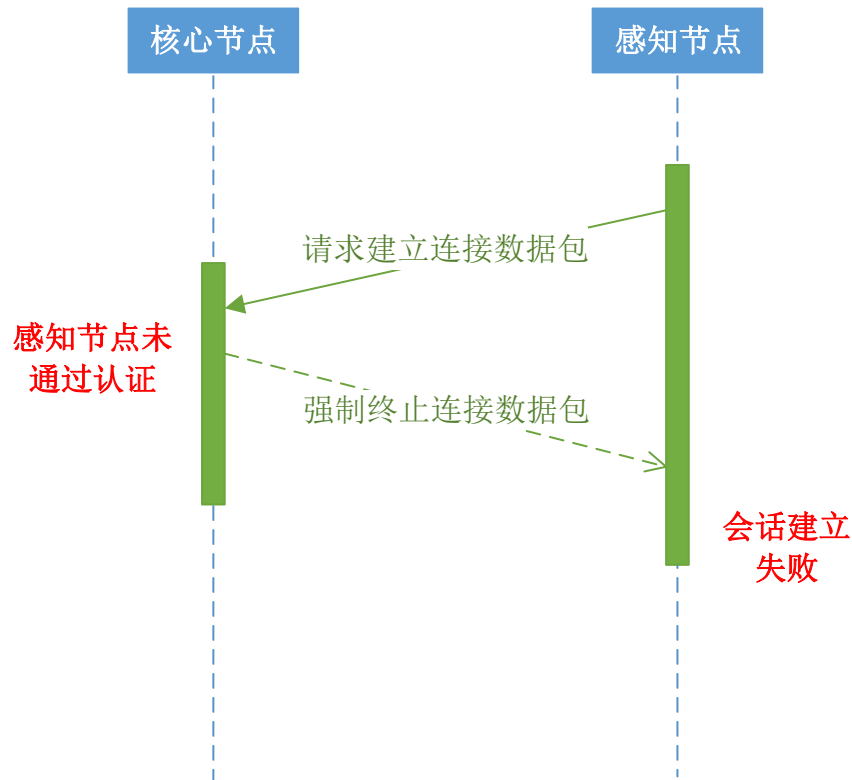 核心节点
感知节点
请求建立连接数据包
感知节点未
通过认证
强制终止连接数据包
会话建立
失败